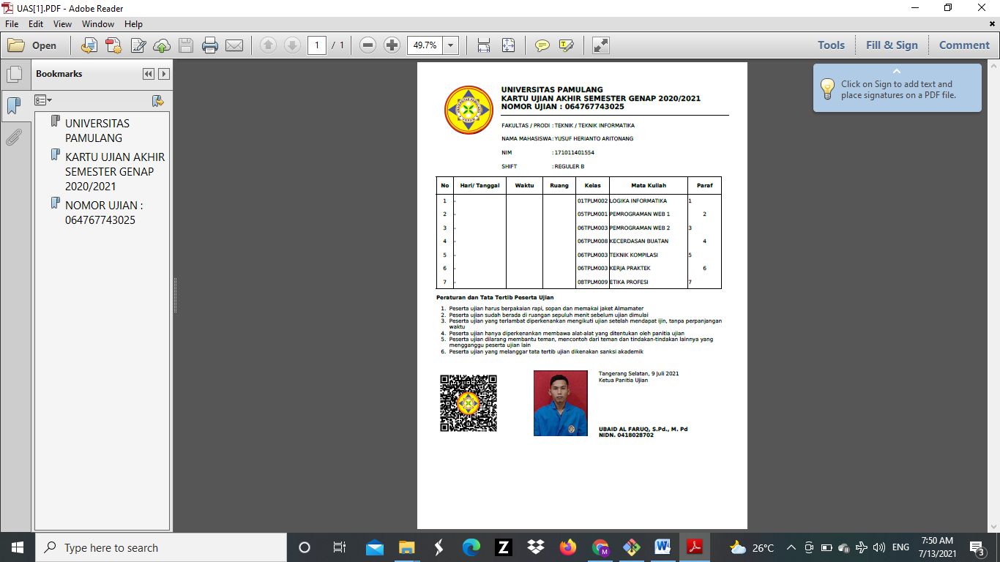 UAS[1].PDF - Adobe Reader
File Edit View Window Help
Open 1 / 1 49.7% Tools Fill & Sign Comment
Bookmarks
UNIVERSITAS
PAMULANG
KARTU UJIAN AKHIR
SEMESTER GENAP
2020/2021
NOMOR UJIAN :
064767743025
Click on Sign to add text and
place signatures on a PDF file.
UNIVERSITAS PAMULANG
KARTU UJIAN AKHIR SEMESTER GENAP 2020/2021
NOMOR UJIAN : 064767743025
FAKULTAS / PRODI : TEKNIK / TEKNIK INFORMATIKA
NAMA MAHASISWA : YUSUF HERIANTO ARITONANG
NIM : 171011401554
SHIFT : REGULER B
No Hari/ Tanggal Waktu Ruang Kelas Mata Kuliah Paraf
1 - 01TPLM002 LOGIKA INFORMATIKA 1
2 - 05TPLM001 PEMROGRAMAN WEB 1 2
3 - 06TPLM003 PEMROGRAMAN WEB 2 3
4 - 06TPLM008 KECERDASAN BUATAN 4
5 - 06TPLM003 TEKNIK KOMPILASI 5
6 - 06TPLM003 KERJA PRAKTEK 6
7 - 08TPLM009 ETIKA PROFESI 7
Peraturan dan Tata Tertib Peserta Ujian
1. Peserta ujian harus berpakaian rapi, sopan dan memakai jaket Almamater
2. Peserta ujian sudah berada di ruangan sepuluh menit sebelum ujian dimulai
3. Peserta ujian yang terlambat diperkenankan mengikuti ujian setelah mendapat ijin, tanpa perpanjangan
waktu
4. Peserta ujian hanya diperkenankan membawa alat-alat yang ditentukan oleh panitia ujian
5. Peserta ujian dilarang membantu teman, mencontoh dari teman dan tindakan-tindakan lainnya yang
mengganggu peserta ujian lain
6. Peserta ujian yang melanggar tata tertib ujian dikenakan sanksi akademik
Tangerang Selatan, 9 Juli 2021
Ketua Panitia Ujian
UBAID AL FARUQ, S.Pd., M. Pd
NIDN. 0418028702
Type here to search
26°C ENG
7:50 AM
7/13/2021
3